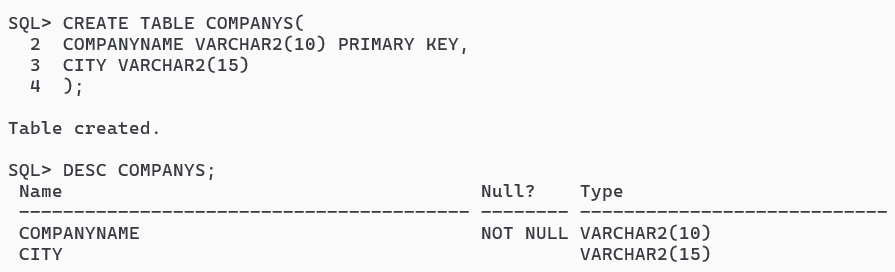 SQL> CREATE TABLE COMPANYS(
  2  COMPANYNAME VARCHAR2(10) PRIMARY KEY,
  3  CITY VARCHAR2(15)
  4  );

Table created.

SQL> DESC COMPANYS;
 Name                                      Null?    Type
 ----------------------------------------- -------- ----------------------------
 COMPANYNAME                               NOT NULL VARCHAR2(10)
 CITY                                               VARCHAR2(15)